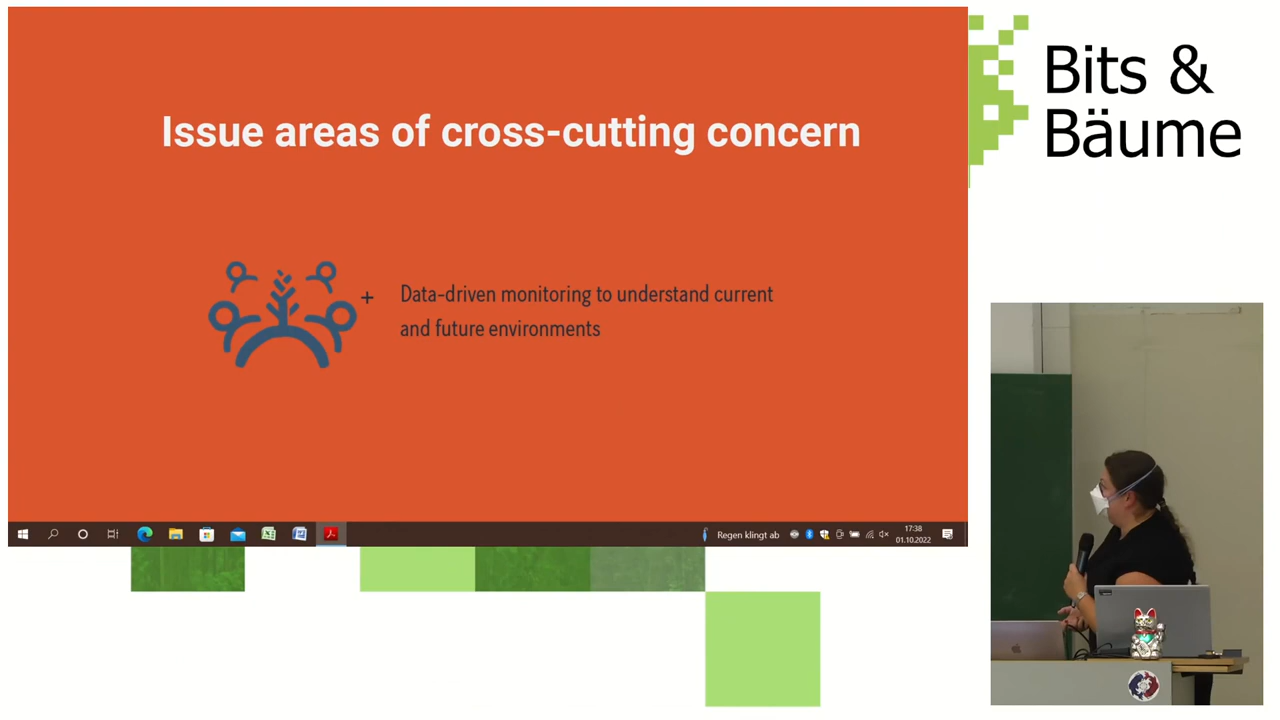 Issue areas of cross-cutting concern
+ Data-driven monitoring to understand current
and future environments
Regen klingt ab
17:38
01.10.2022
Bits &
Bäume